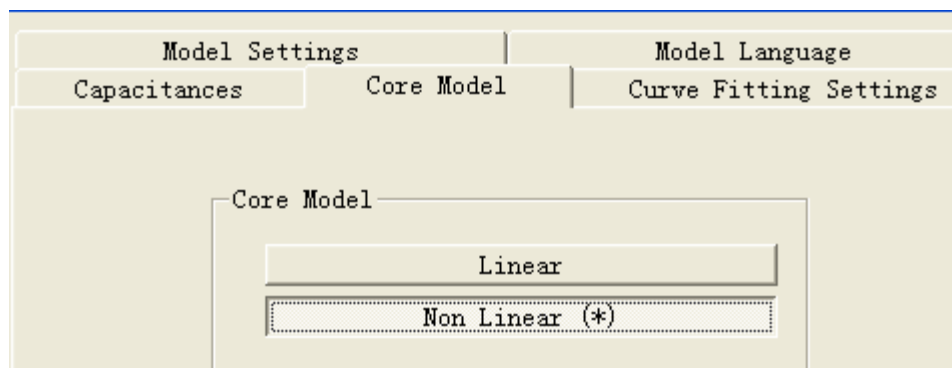 Model Settings Model Language
Capacitances Core Model Curve Fitting Settings
Core Model
Linear
Non Linear (*)